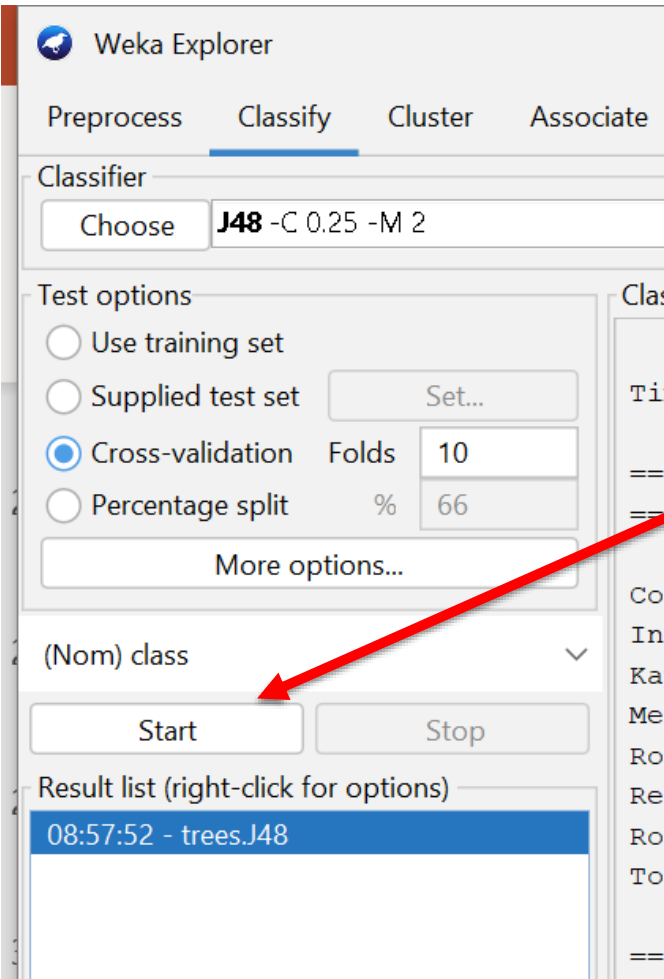 Weka Explorer
Preprocess Classify Cluster Associate
Classifier
Choose J48 -C 0.25 -M 2
Test options
Use training set
Supplied test set Set...
Cross-validation Folds 10
Percentage split % 66
More options...
(Nom) class
Start Stop
Result list (right-click for options)
08:57:52 - trees.J48
Clas
Ti
==
==
Co
In
Ka
Me
Ro
Re
Ro
To
==